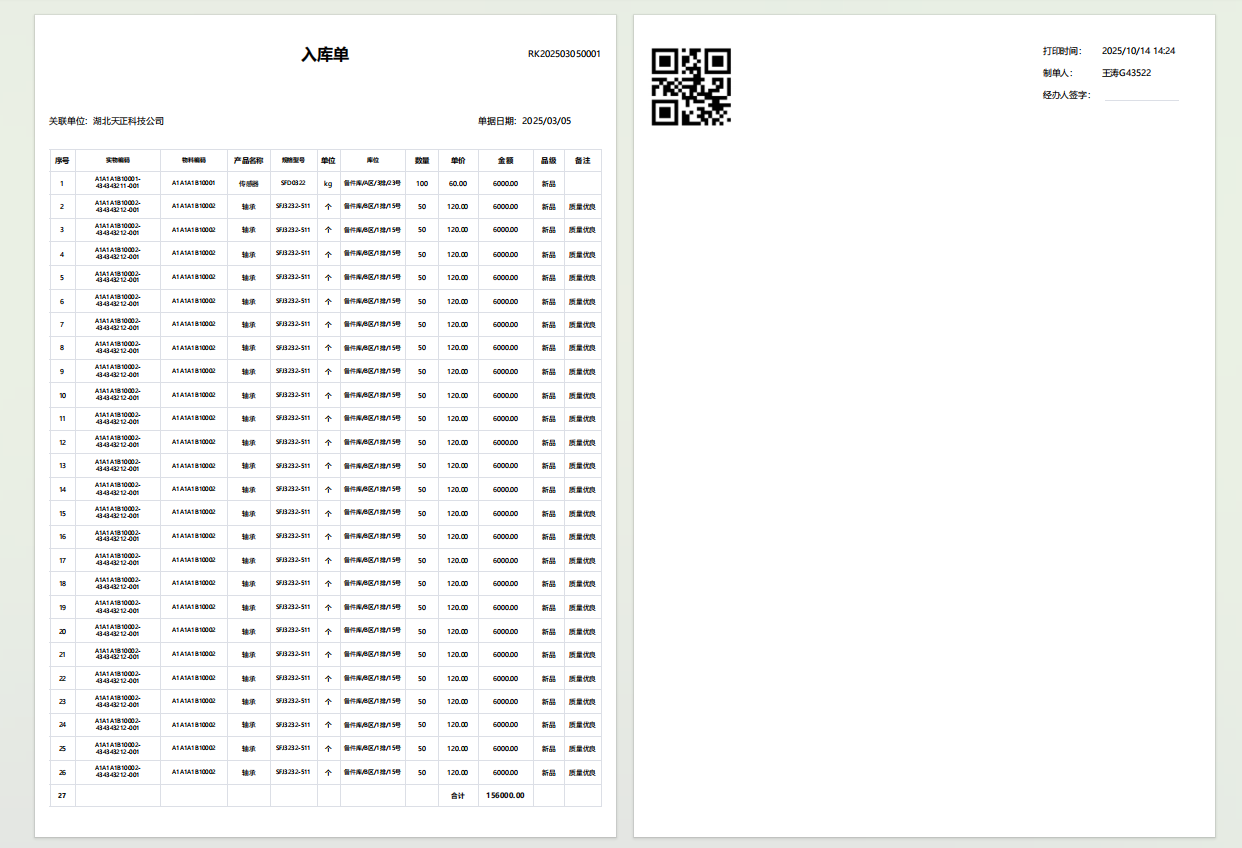 入库单
RK202503050001
关联单位: 湖北天正科技公司 单据日期: 2025/03/05
序号 实物编码 物料编码 产品名称 规格型号 单位 库位 数量 单价 金额 品级 备注
1 A1A1A1B10001-434343211-001 A1A1A1B10001 传感器 SFD0322 kg 备件库/A区/3排/23号 100 60.00 6000.00 新品
2 A1A1A1B10002-434343212-001 A1A1A1B10002 轴承 SFJ3232-511 个 备件库/B区/1排/15号 50 120.00 6000.00 新品 质量优良
3 A1A1A1B10002-434343212-001 A1A1A1B10002 轴承 SFJ3232-511 个 备件库/B区/1排/15号 50 120.00 6000.00 新品 质量优良
4 A1A1A1B10002-434343212-001 A1A1A1B10002 轴承 SFJ3232-511 个 备件库/B区/1排/15号 50 120.00 6000.00 新品 质量优良
5 A1A1A1B10002-434343212-001 A1A1A1B10002 轴承 SFJ3232-511 个 备件库/B区/1排/15号 50 120.00 6000.00 新品 质量优良
6 A1A1A1B10002-434343212-001 A1A1A1B10002 轴承 SFJ3232-511 个 备件库/B区/1排/15号 50 120.00 6000.00 新品 质量优良
7 A1A1A1B10002-434343212-001 A1A1A1B10002 轴承 SFJ3232-511 个 备件库/B区/1排/15号 50 120.00 6000.00 新品 质量优良
8 A1A1A1B10002-434343212-001 A1A1A1B10002 轴承 SFJ3232-511 个 备件库/B区/1排/15号 50 120.00 6000.00 新品 质量优良
9 A1A1A1B10002-434343212-001 A1A1A1B10002 轴承 SFJ3232-511 个 备件库/B区/1排/15号 50 120.00 6000.00 新品 质量优良
10 A1A1A1B10002-434343212-001 A1A1A1B10002 轴承 SFJ3232-511 个 备件库/B区/1排/15号 50 120.00 6000.00 新品 质量优良
11 A1A1A1B10002-434343212-001 A1A1A1B10002 轴承 SFJ3232-511 个 备件库/B区/1排/15号 50 120.00 6000.00 新品 质量优良
12 A1A1A1B10002-434343212-001 A1A1A1B10002 轴承 SFJ3232-511 个 备件库/B区/1排/15号 50 120.00 6000.00 新品 质量优良
13 A1A1A1B10002-434343212-001 A1A1A1B10002 轴承 SFJ3232-511 个 备件库/B区/1排/15号 50 120.00 6000.00 新品 质量优良
14 A1A1A1B10002-434343212-001 A1A1A1B10002 轴承 SFJ3232-511 个 备件库/B区/1排/15号 50 120.00 6000.00 新品 质量优良
15 A1A1A1B10002-434343212-001 A1A1A1B10002 轴承 SFJ3232-511 个 备件库/B区/1排/15号 50 120.00 6000.00 新品 质量优良
16 A1A1A1B10002-434343212-001 A1A1A1B10002 轴承 SFJ3232-511 个 备件库/B区/1排/15号 50 120.00 6000.00 新品 质量优良
17 A1A1A1B10002-434343212-001 A1A1A1B10002 轴承 SFJ3232-511 个 备件库/B区/1排/15号 50 120.00 6000.00 新品 质量优良
18 A1A1A1B10002-434343212-001 A1A1A1B10002 轴承 SFJ3232-511 个 备件库/B区/1排/15号 50 120.00 6000.00 新品 质量优良
19 A1A1A1B10002-434343212-001 A1A1A1B10002 轴承 SFJ3232-511 个 备件库/B区/1排/15号 50 120.00 6000.00 新品 质量优良
20 A1A1A1B10002-434343212-001 A1A1A1B10002 轴承 SFJ3232-511 个 备件库/B区/1排/15号 50 120.00 6000.00 新品 质量优良
21 A1A1A1B10002-434343212-001 A1A1A1B10002 轴承 SFJ3232-511 个 备件库/B区/1排/15号 50 120.00 6000.00 新品 质量优良
22 A1A1A1B10002-434343212-001 A1A1A1B10002 轴承 SFJ3232-511 个 备件库/B区/1排/15号 50 120.00 6000.00 新品 质量优良
23 A1A1A1B10002-434343212-001 A1A1A1B10002 轴承 SFJ3232-511 个 备件库/B区/1排/15号 50 120.00 6000.00 新品 质量优良
24 A1A1A1B10002-434343212-001 A1A1A1B10002 轴承 SFJ3232-511 个 备件库/B区/1排/15号 50 120.00 6000.00 新品 质量优良
25 A1A1A1B10002-434343212-001 A1A1A1B10002 轴承 SFJ3232-511 个 备件库/B区/1排/15号 50 120.00 6000.00 新品 质量优良
26 A1A1A1B10002-434343212-001 A1A1A1B10002 轴承 SFJ3232-511 个 备件库/B区/1排/15号 50 120.00 6000.00 新品 质量优良
27 合计 156000.00
打印时间: 2025/10/14 14:24
制单人: 王涛G43522
经办人签字: